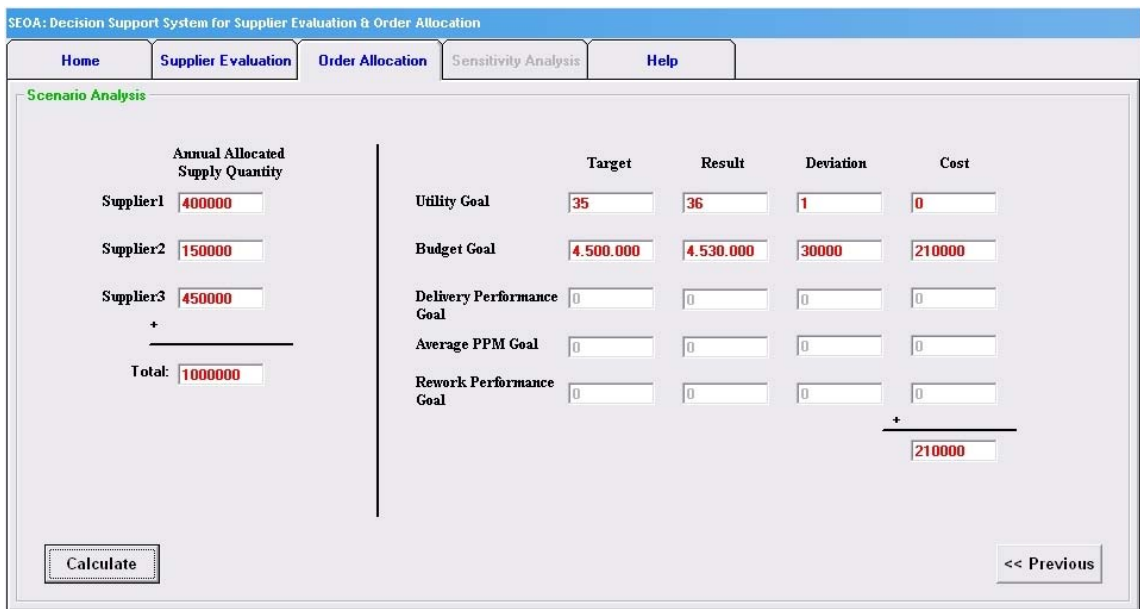 SEOA: Decision Support System for Supplier Evaluation & Order Allocation
Home Supplier Evaluation Order Allocation Sensitivity Analysis Help
Scenario Analysis
Annual Allocated
Supply Quantity
Supplier1 400000
Supplier2 150000
Supplier3 450000
+
Total: 1000000
Target Result Deviation Cost
Utility Goal 35 36 1 0
Budget Goal 4.500.000 4.530.000 30000 210000
Delivery Performance
Goal 0 0 0 0
Average PPM Goal 0 0 0 0
Rework Performance
Goal 0 0 0 0
+
210000
Calculate
<< Previous